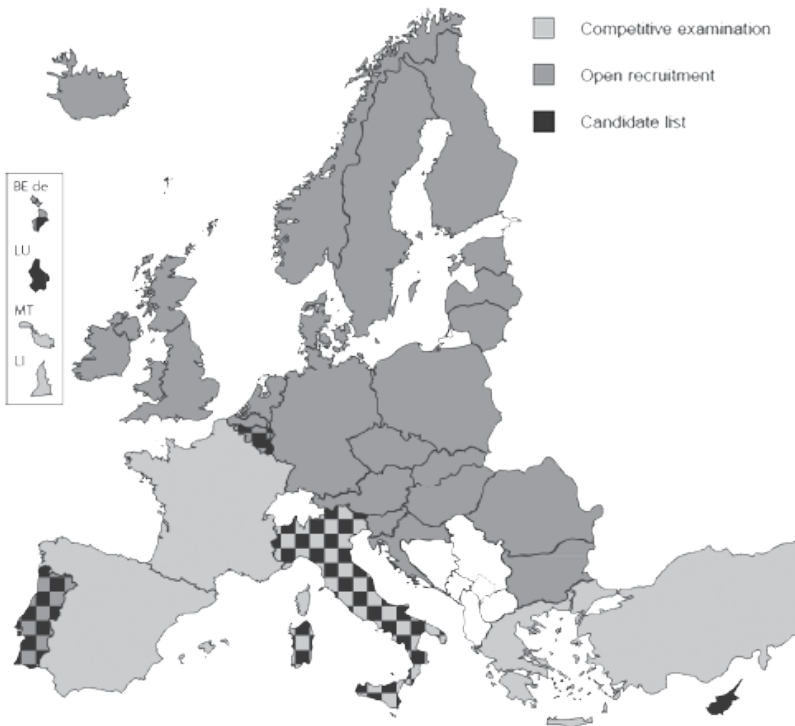 Competitive examination
Open recruitment
Candidate list
BE de
LU
MT
LI